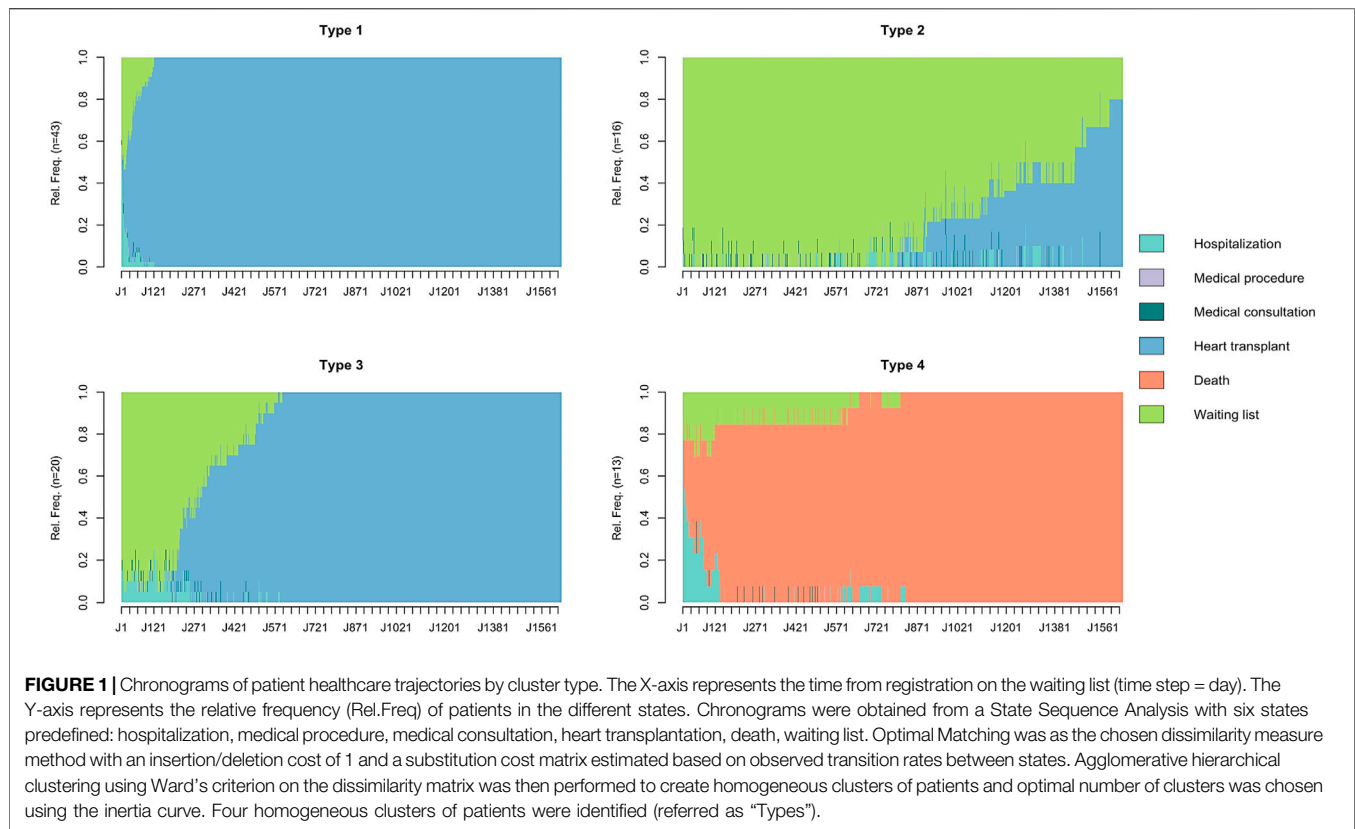 Type 1
Type 2
Rel. Freq. (n=43)
0.0 0.2 0.4 0.6 0.8 1.0
J1 J121 J271 J421 J571 J721 J871 J1021 J1201 J1381 J1561
Rel. Freq. (n=16)
0.0 0.2 0.4 0.6 0.8 1.0
J1 J121 J271 J421 J571 J721 J871 J1021 J1201 J1381 J1561
Hospitalization
Medical procedure
Medical consultation
Heart transplant
Death
Waiting list
Type 3
Type 4
Rel. Freq. (n=20)
0.0 0.2 0.4 0.6 0.8 1.0
J1 J121 J271 J421 J571 J721 J871 J1021 J1201 J1381 J1561
Rel. Freq. (n=13)
0.0 0.2 0.4 0.6 0.8 1.0
J1 J121 J271 J421 J571 J721 J871 J1021 J1201 J1381 J1561
FIGURE 1 | Chronograms of patient healthcare trajectories by cluster type. The X-axis represents the time from registration on the waiting list (time step = day). The
Y-axis represents the relative frequency (Rel.Freq) of patients in the different states. Chronograms were obtained from a State Sequence Analysis with six states
predefined: hospitalization, medical procedure, medical consultation, heart transplantation, death, waiting list. Optimal Matching was as the chosen dissimilarity measure
method with an insertion/deletion cost of 1 and a substitution cost matrix estimated based on observed transition rates between states. Agglomerative hierarchical
clustering using Ward's criterion on the dissimilarity matrix was then performed to create homogeneous clusters of patients and optimal number of clusters was chosen
using the inertia curve. Four homogeneous clusters of patients were identified (referred as “Types”).